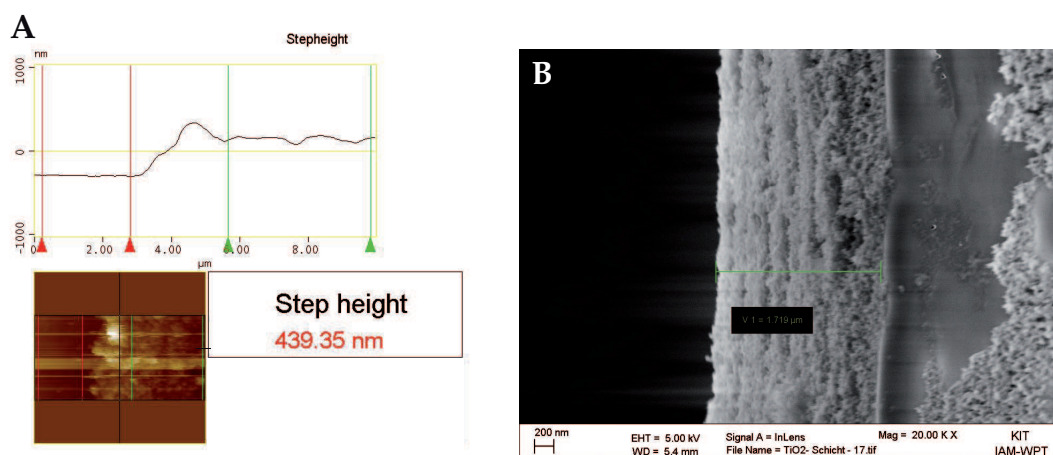 A
Stepheight
nm
1000
0
-1000
0 2.00 4.00 6.00 8.00
µm
Step height
439.35 nm
B
V 1 = 1.719 µm
200 nm
EHT = 5.00 kV
WD = 5.4 mm
Signal A = InLens
File Name = TiO2- Schicht - 17.tif
Mag = 20.00 K X
KIT
IAM-WPT